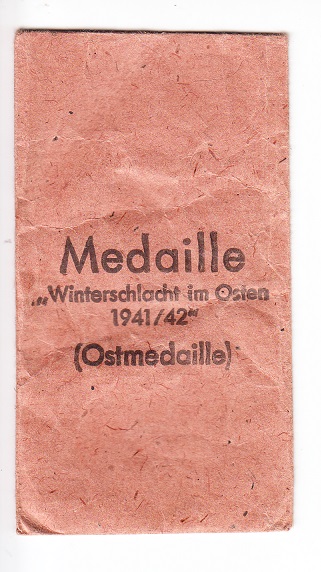 Medaille
„Winterschlacht im Osten
1941/42“
(Ostmedaille)